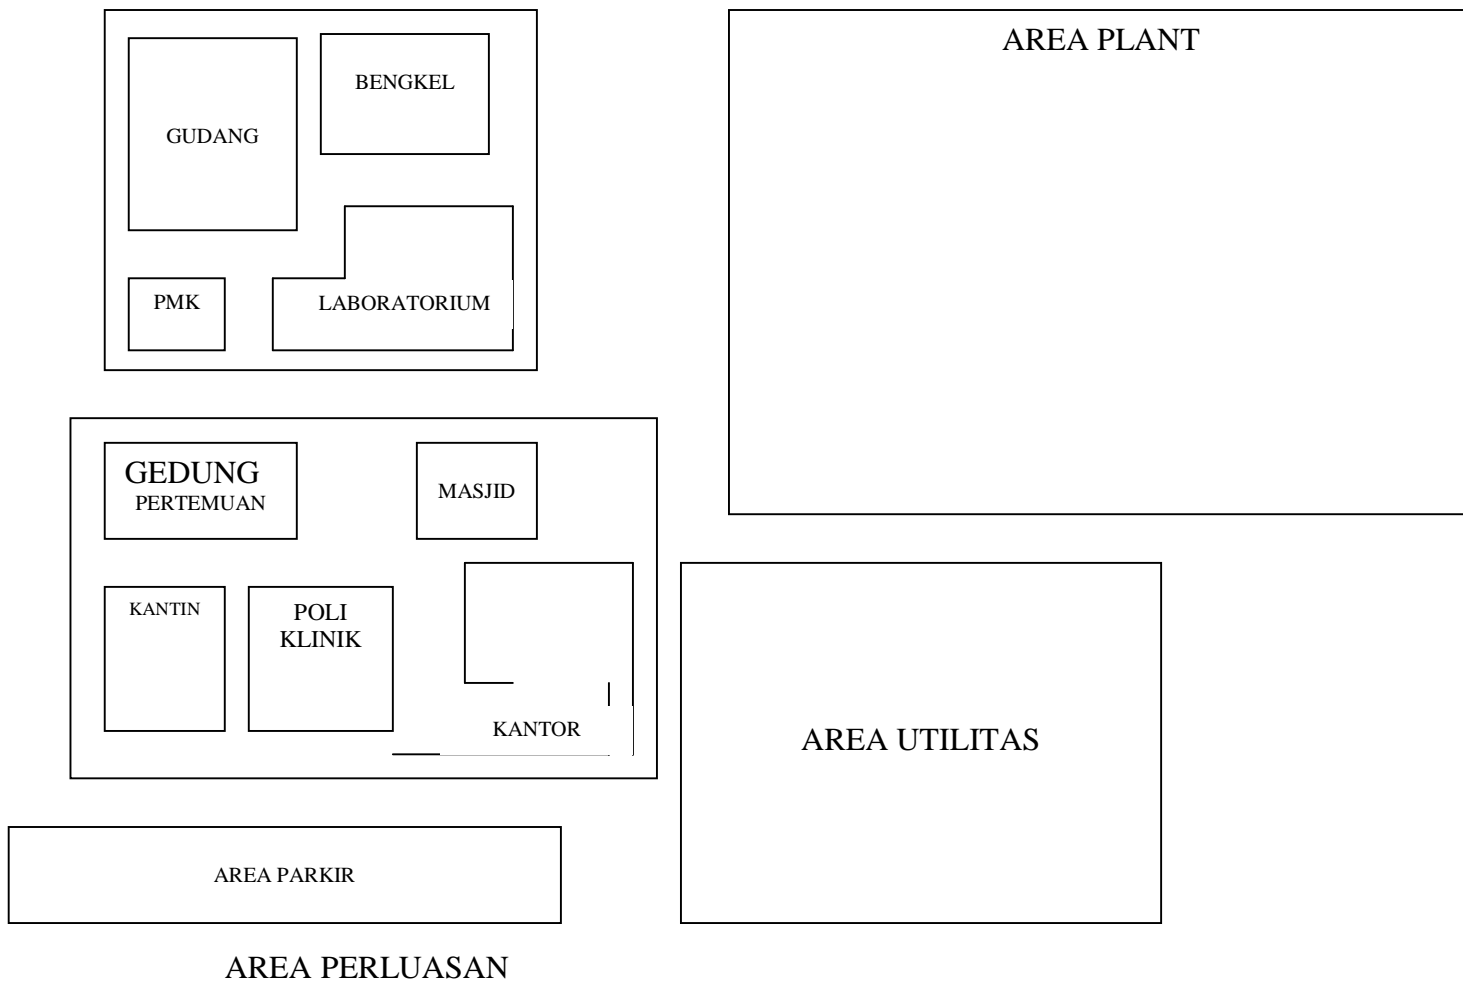 AREA PLANT
BENGKEL
GUDANG
PMK
LABORATORIUM
GEDUNG
PERTEMUAN
MASJID
KANTIN
POLI
KLINIK
KANTOR
AREA UTILITAS
AREA PARKIR
AREA PERLUASAN